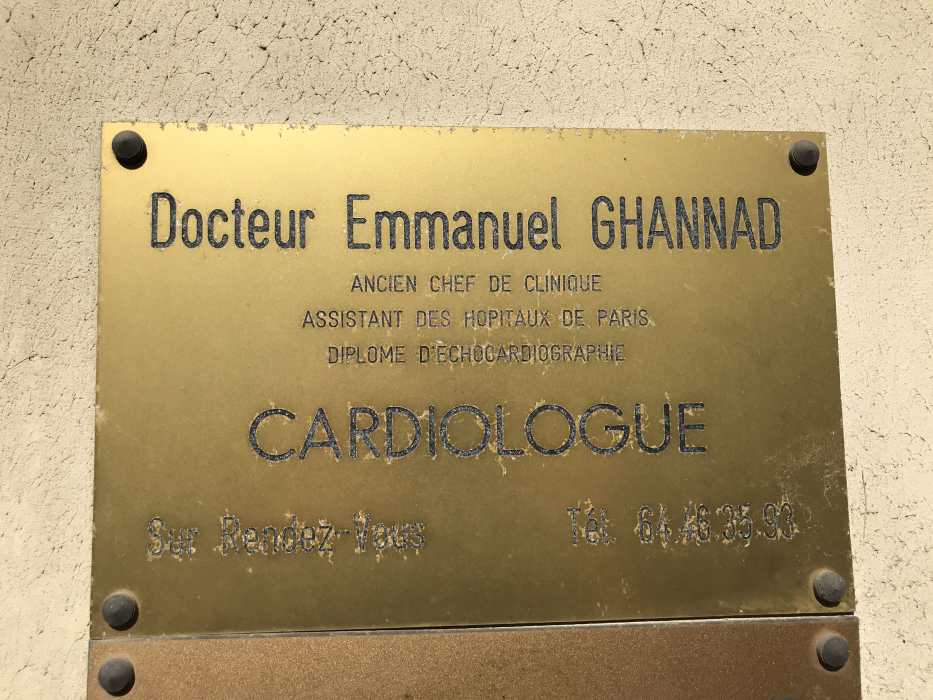 Docteur Emmanuel GHANNAD
ANCIEN CHEF DE CLINIQUE
ASSISTANT DES HOPITAUX DE PARIS
DIPLOME D'ECHOCARDIOGRAPHIE
CARDIOLOGUE
Sur Rendez-Vous Tél. 64.46.35.93